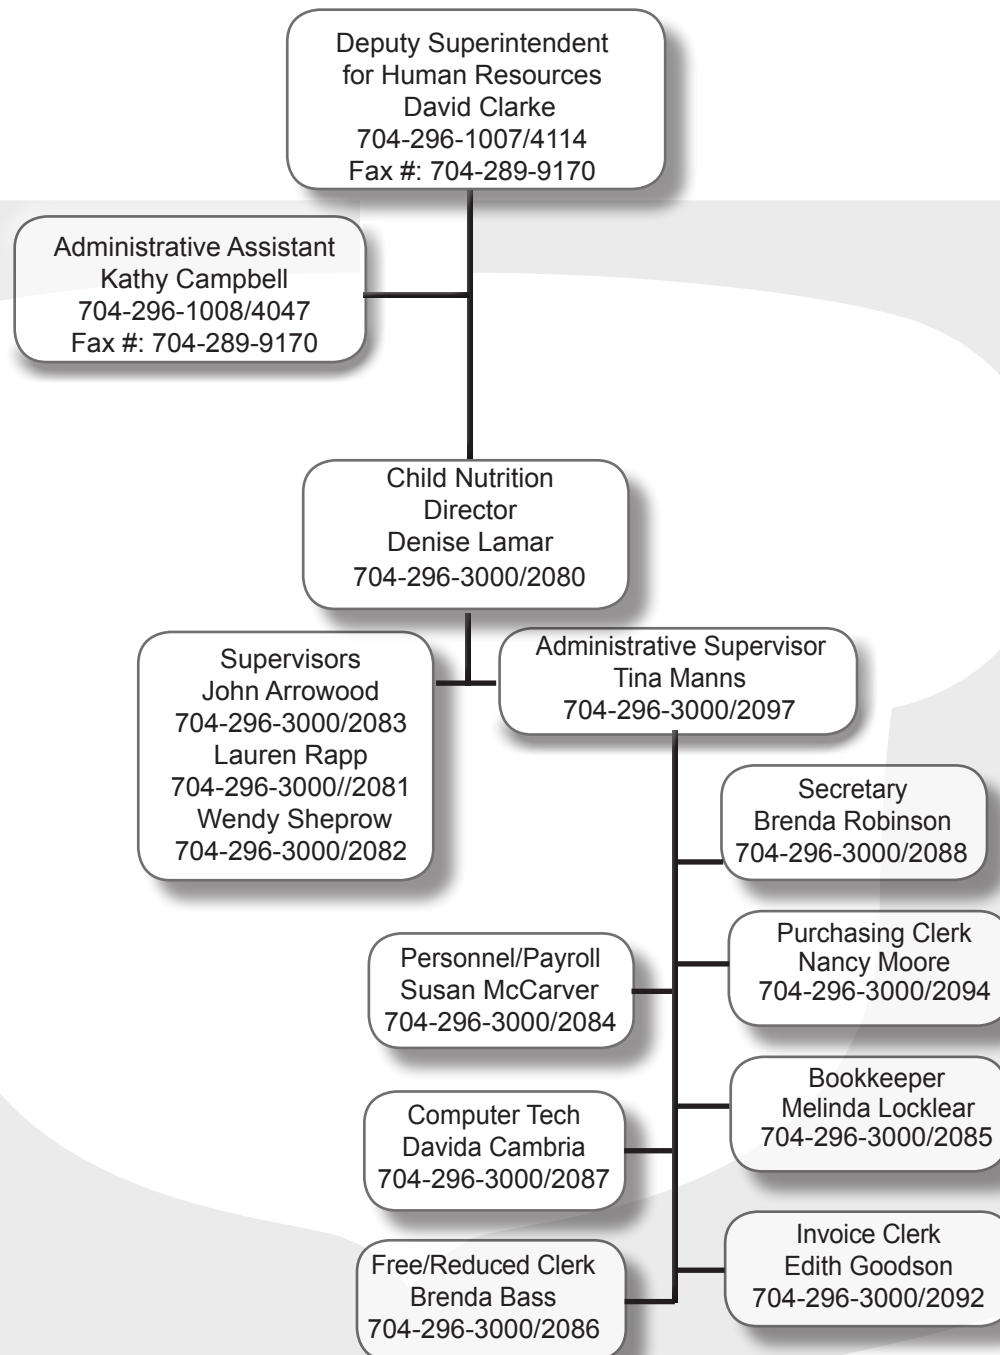 Deputy Superintendent
for Human Resources
David Clarke
704-296-1007/4114
Fax #: 704-289-9170
Administrative Assistant
Kathy Campbell
704-296-1008/4047
Fax #: 704-289-9170
Child Nutrition
Director
Denise Lamar
704-296-3000/2080
Supervisors
John Arrowood
704-296-3000/2083
Lauren Rapp
704-296-3000//2081
Wendy Sheprow
704-296-3000/2082
Administrative Supervisor
Tina Manns
704-296-3000/2097
Secretary
Brenda Robinson
704-296-3000/2088
Personnel/Payroll
Susan McCarver
704-296-3000/2084
Purchasing Clerk
Nancy Moore
704-296-3000/2094
Computer Tech
Davida Cambria
704-296-3000/2087
Bookkeeper
Melinda Locklear
704-296-3000/2085
Free/Reduced Clerk
Brenda Bass
704-296-3000/2086
Invoice Clerk
Edith Goodson
704-296-3000/2092